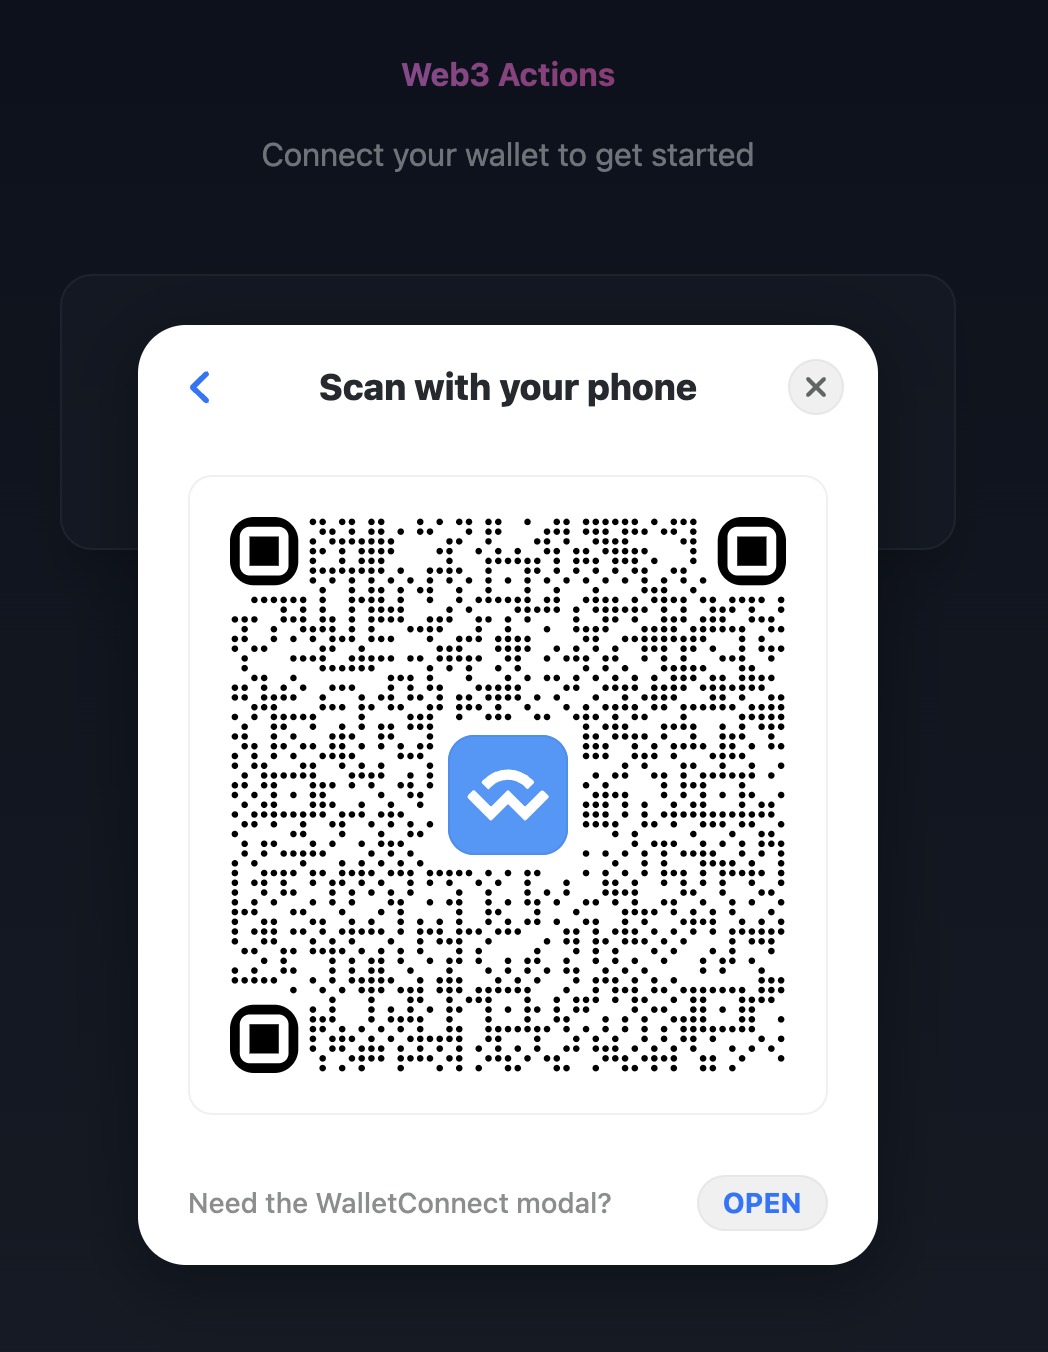 Web3 Actions
Connect your wallet to get started
Scan with your phone
Need the WalletConnect modal?
OPEN